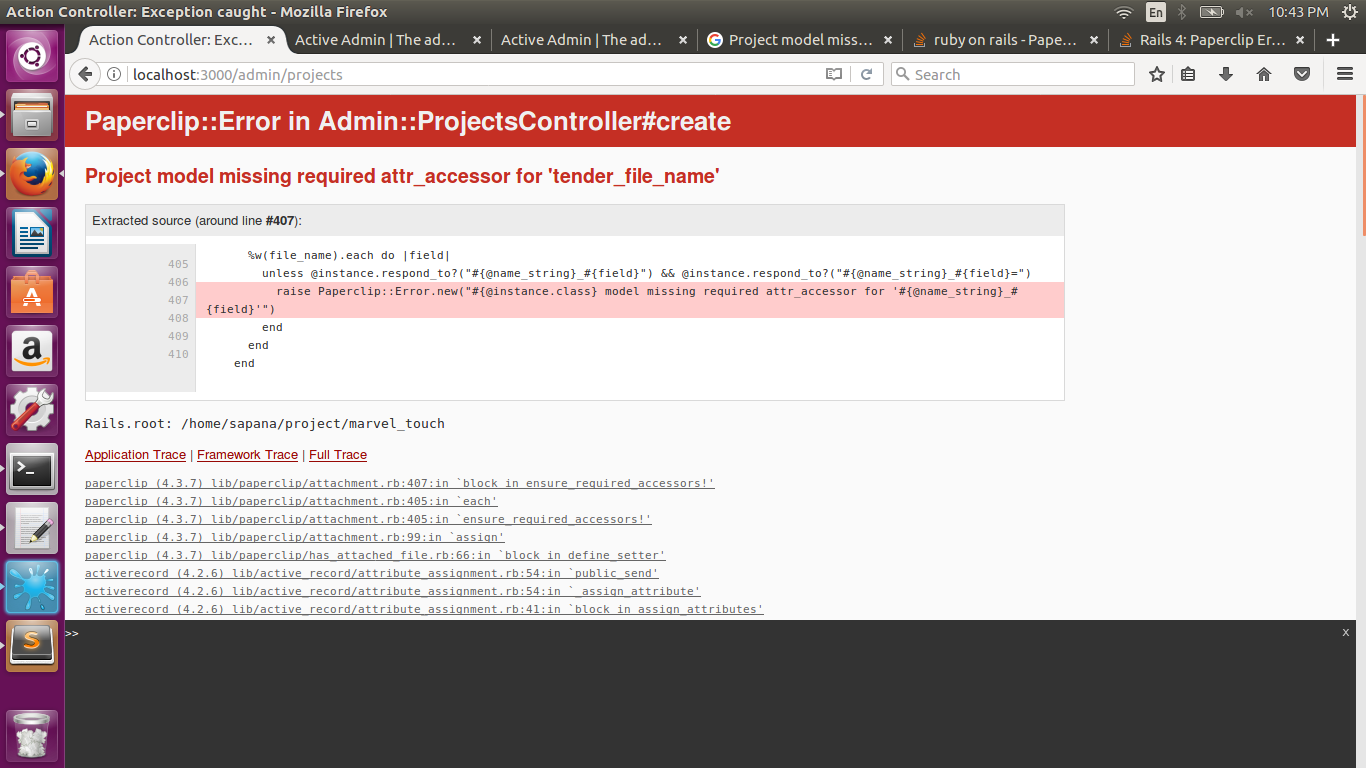 Action Controller: Exception caught - Mozilla Firefox
En
10:43 PM
Action Controller: Exc...
Active Admin | The ad...
Active Admin | The ad...
Project model miss...
ruby on rails - Pape...
Rails 4: Paperclip Er...
localhost:3000/admin/projects
Search
Paperclip::Error in Admin::ProjectsController#create
Project model missing required attr_accessor for 'tender_file_name'
Extracted source (around line #407):
405
406
407
408
409
410
%w(file_name).each do |field|
unless @instance.respond_to?("#{@name_string}_#{field}") && @instance.respond_to?("#{@name_string}_#{field}=")
raise Paperclip::Error.new("#{@instance.class} model missing required attr_accessor for '#{@name_string}_#
{field}'")
end
end
end
Rails.root: /home/sapana/project/marvel_touch
Application Trace | Framework Trace | Full Trace
paperclip (4.3.7) lib/paperclip/attachment.rb:407:in `block in ensure_required_accessors!'
paperclip (4.3.7) lib/paperclip/attachment.rb:405:in `each'
paperclip (4.3.7) lib/paperclip/attachment.rb:405:in `ensure_required_accessors!'
paperclip (4.3.7) lib/paperclip/attachment.rb:99:in `assign'
paperclip (4.3.7) lib/paperclip/has_attached_file.rb:66:in `block in define_setter'
activerecord (4.2.6) lib/active_record/attribute_assignment.rb:54:in `public_send'
activerecord (4.2.6) lib/active_record/attribute_assignment.rb:54:in `_assign_attribute'
activerecord (4.2.6) lib/active_record/attribute_assignment.rb:41:in `block in assign_attributes'
>>
x